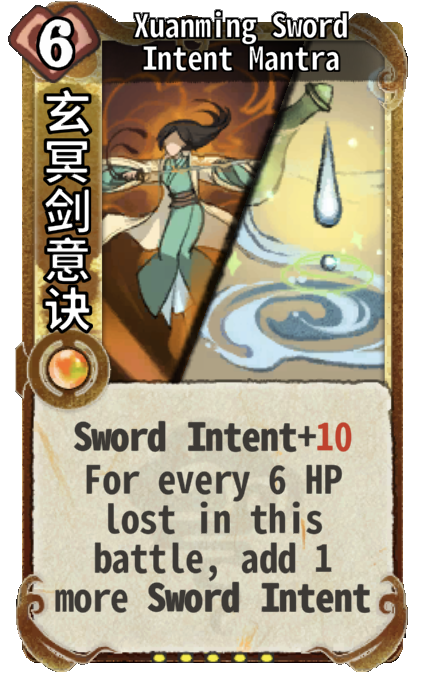 6
Xuanming Sword
Intent Mantra
玄冥剑意诀
Sword Intent+10
For every 6 HP
lost in this
battle, add 1
more Sword Intent